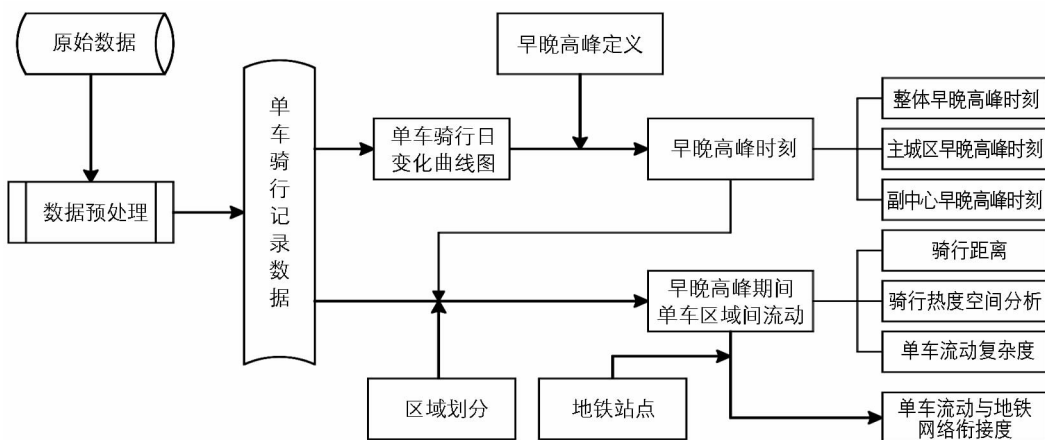 原始数据
数据预处理
单车骑行记录数据
早晚高峰定义
单车骑行日
变化曲线图
早晚高峰时刻
整体早晚高峰时刻
主城区早晚高峰时刻
副中心早晚高峰时刻
早晚高峰期间
单车区域间流动
骑行距离
骑行热度空间分析
单车流动复杂度
区域划分
地铁站点
单车流动与地铁
网络衔接度